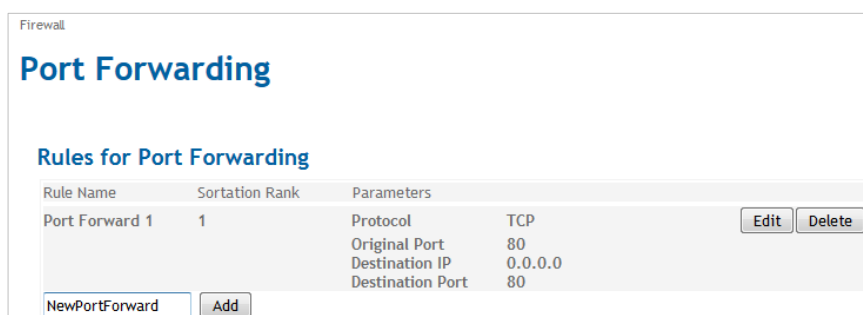 Firewall
Port Forwarding
Rules for Port Forwarding
Rule Name Sortation Rank Parameters
Port Forward 1 1 Protocol TCP Edit Delete
Original Port 80
Destination IP 0.0.0.0
Destination Port 80
NewPortForward Add